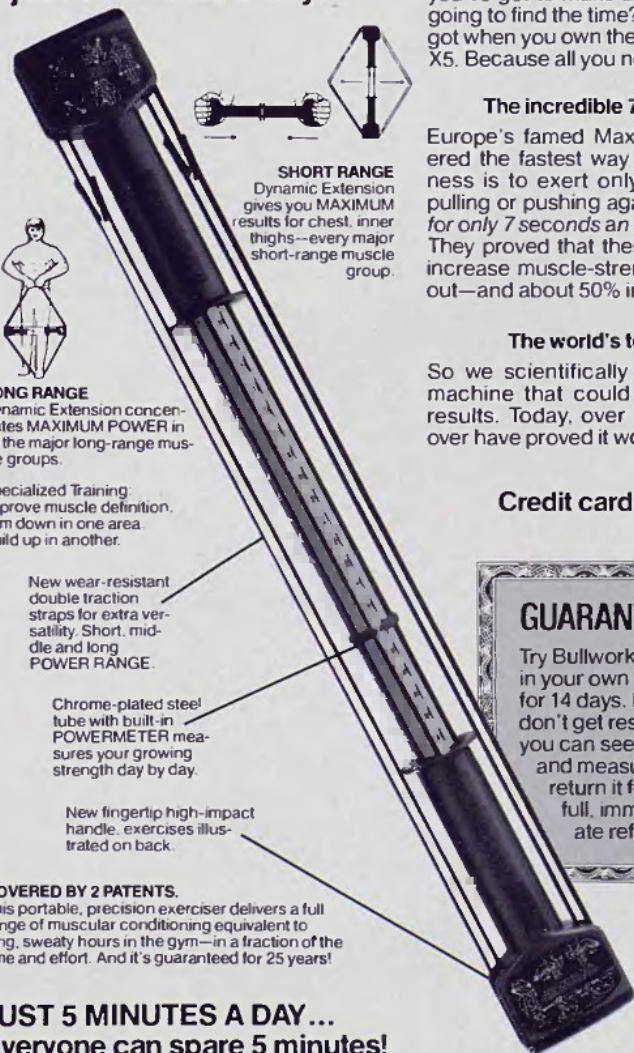 going to find the time?
got when you own the
X5. Because all you n
The incredible 7
Europe's famed Max
ered the fastest way
ness is to exert only
pulling or pushing aga
for only 7 seconds an
They proved that thes
increase muscle-stren
out—and about 50% in
The world's to
So we scientifically
machine that could
results. Today, over
over have proved it wo
Credit card
SHORT RANGE
Dynamic Extension
gives you MAXIMUM
results for chest, inner
thighs—every major
short-range muscle
group.
ONG RANGE
ynamic Extension concen-
ates MAXIMUM POWER in
the major long-range mus-
e groups.
pecialized Training:
prove muscle definition.
m down in one area
ild up in another.
New wear-resistant
double traction
straps for extra ver-
satility. Short, mid-
dle and long
POWER RANGE.
Chrome-plated steel
tube with built-in
POWERMETER mea-
sures your growing
strength day by day.
New fingertip high-impact
handle, exercises illus-
trated on back.
OVERED BY 2 PATENTS.
is portable, precision exerciser delivers a full
nge of muscular conditioning equivalent to
ng, sweaty hours in the gym—in a fraction of the
me and effort. And it's guaranteed for 25 years!
UST 5 MINUTES A DAY...
veryone can spare 5 minutes!
GUARAN
Try Bullwork
in your own
for 14 days. I
don't get res
you can see
and measu
return it f
full, imm
ate ref